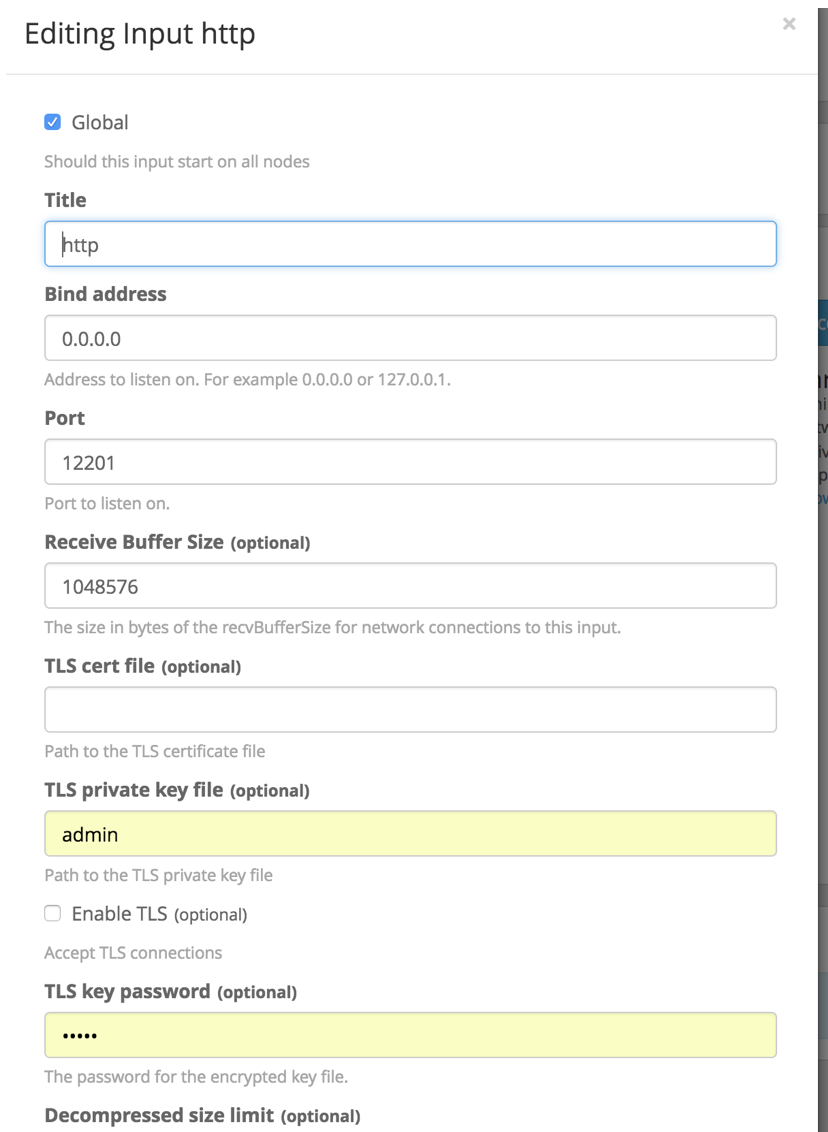 Editing Input http
×
Global
Should this input start on all nodes
Title
http
Bind address
0.0.0.0
Address to listen on. For example 0.0.0.0 or 127.0.0.1.
Port
12201
Port to listen on.
Receive Buffer Size (optional)
1048576
The size in bytes of the recvBufferSize for network connections to this input.
TLS cert file (optional)
Path to the TLS certificate file
TLS private key file (optional)
admin
Path to the TLS private key file
Enable TLS (optional)
Accept TLS connections
TLS key password (optional)
•••••
The password for the encrypted key file.
Decompressed size limit (optional)